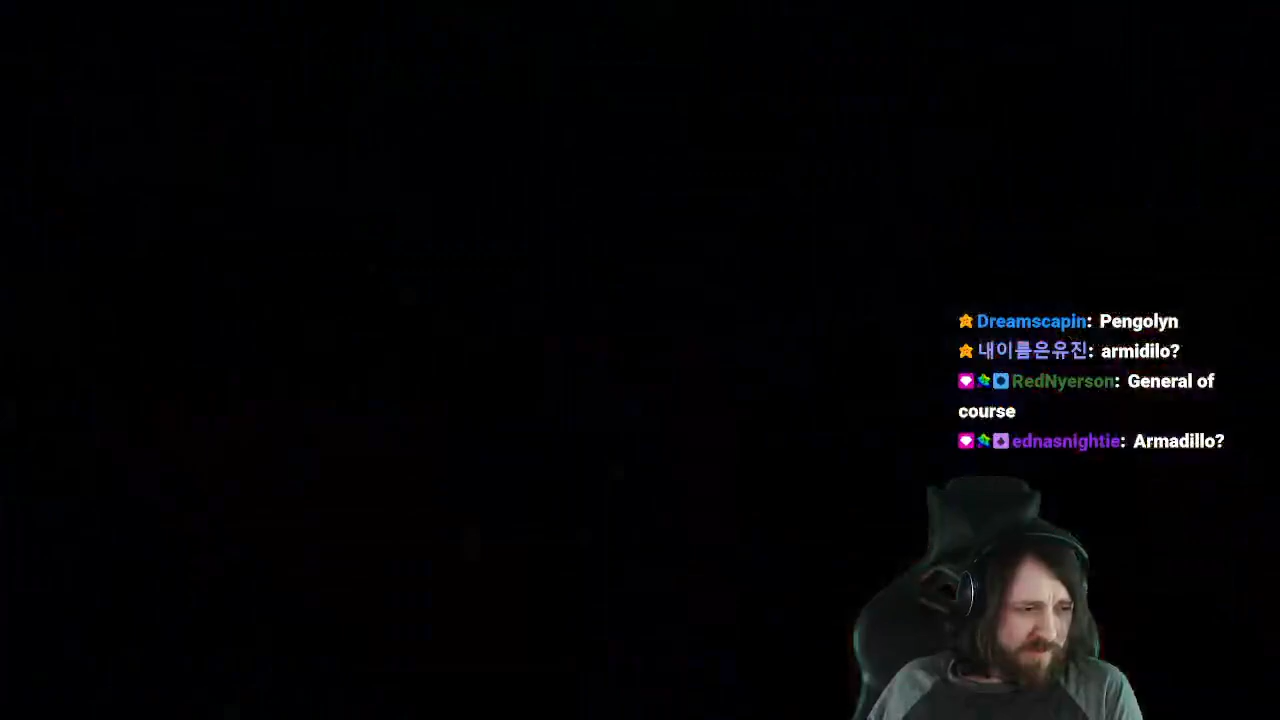 Dreamscapin: Pengolyn
내이름은유진: armidilo?
RedNyerson: General of
course
ednasnightie: Armadillo?